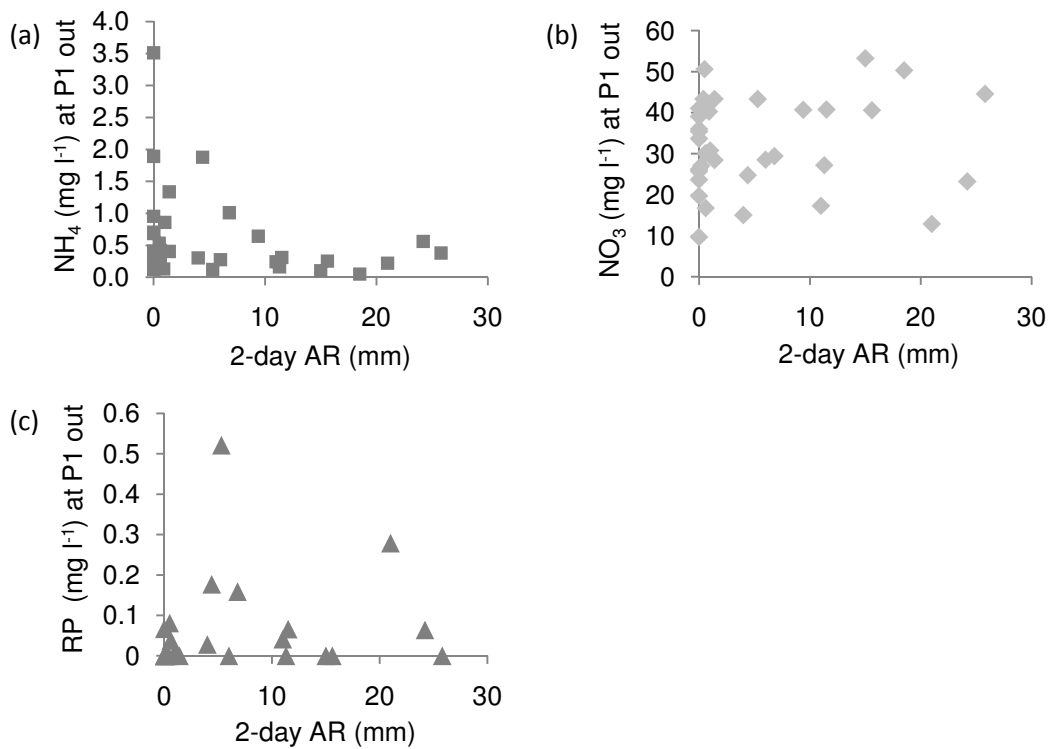 (a)
NH4 (mg l-1) at P1 out
4.0
3.5
3.0
2.5
2.0
1.5
1.0
0.5
0.0
0 10 20 30
2-day AR (mm)
(b)
NO3 (mg l-1) at P1 out
60
50
40
30
20
10
0
0 10 20 30
2-day AR (mm)
(c)
RP (mg l-1) at P1 out
0.6
0.5
0.4
0.3
0.2
0.1
0
0 10 20 30
2-day AR (mm)